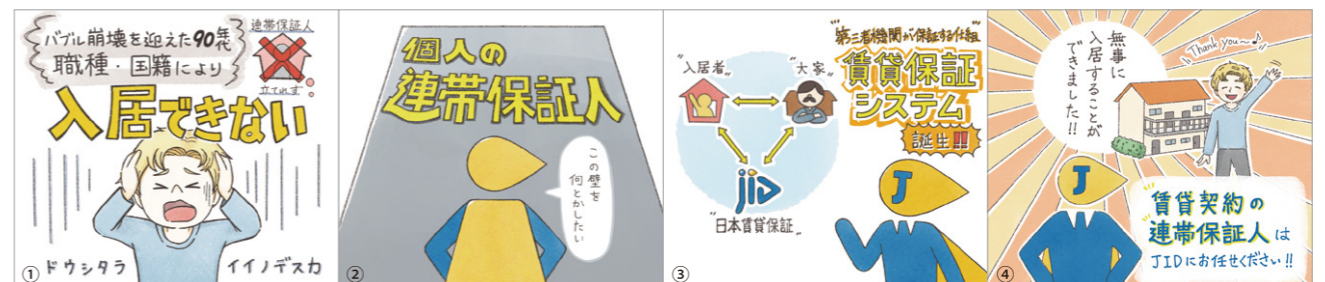 バブル崩壊を迎えた90年代
職種・国籍により
連帯保証人
立てれず
入居できない
ドウシタラ
イイノデスカ
①
個人の
連帯保証人
この壁を
何とかしたい
②
"第三者機関が保証する仕組"
賃貸保証
システム
誕生!!
"入居者"
"大家"
jiD
"日本賃貸保証"
J
③
無事に
入居することが
できました!!
Thank you~♪
J
賃貸契約の
連帯保証人は
JIDにお任せください!!
④